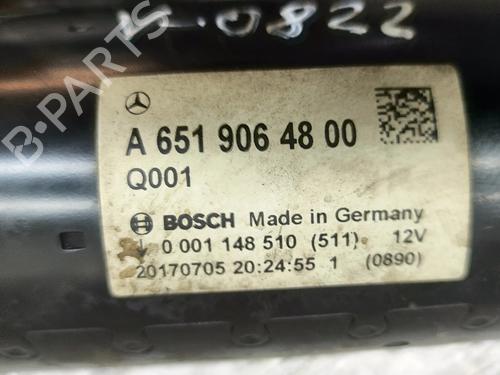 0822
A 651 906 48 00
Q001
BOSCH Made in Germany
0 001 148 510 (511) 12V
20170705 20:24:55 1 (0890)
B-PARTS